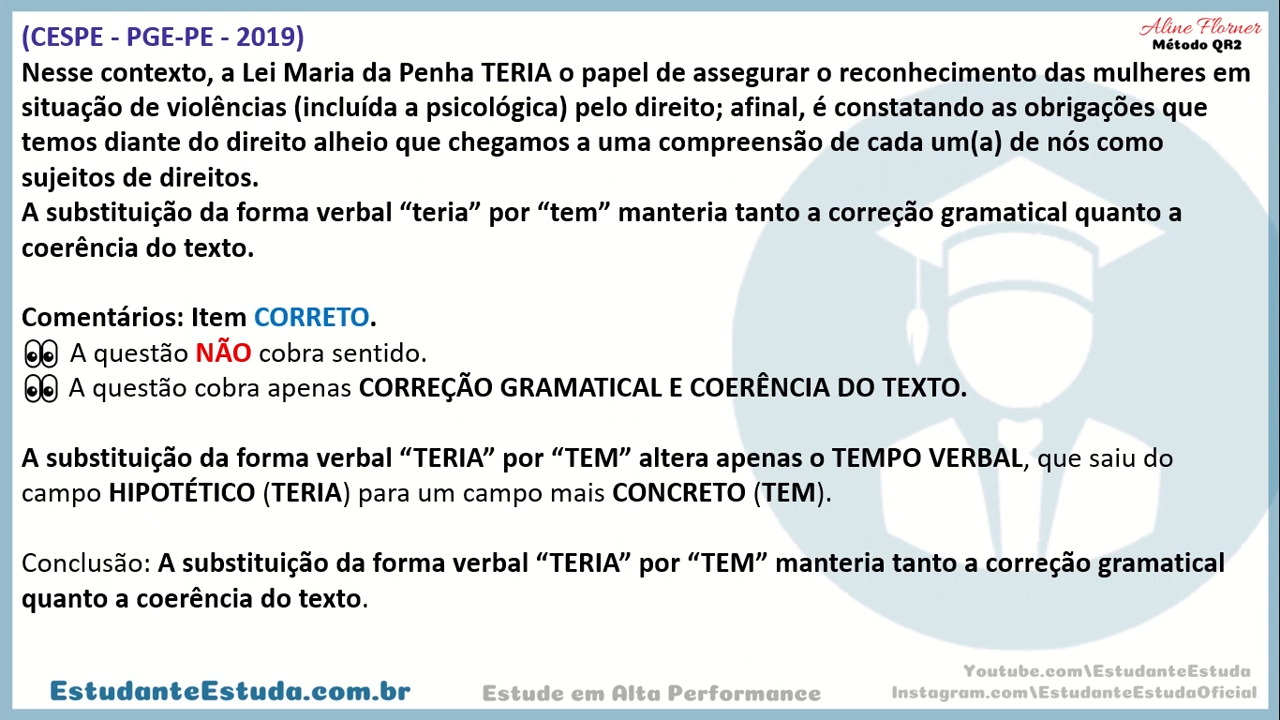 (CESPE - PGE-PE - 2019)
Aline Florner
Método QR2
Nesse contexto, a Lei Maria da Penha TERIA o papel de assegurar o reconhecimento das mulheres em
situação de violências (incluída a psicológica) pelo direito; afinal, é constatando as obrigações que
temos diante do direito alheio que chegamos a uma compreensão de cada um(a) de nós como
sujeitos de direitos.
A substituição da forma verbal “teria” por “tem” manteria tanto a correção gramatical quanto a
coerência do texto.
Comentários: Item CORRETO.
👀 A questão NÃO cobra sentido.
👀 A questão cobra apenas CORREÇÃO GRAMATICAL E COERÊNCIA DO TEXTO.
A substituição da forma verbal “TERIA” por “TEM” altera apenas o TEMPO VERBAL, que saiu do
campo HIPOTÉTICO (TERIA) para um campo mais CONCRETO (TEM).
Conclusão: A substituição da forma verbal “TERIA” por “TEM” manteria tanto a correção gramatical
quanto a coerência do texto.
EstudanteEstuda.com.br
Estude em Alta Performance
Youtube.com\EstudanteEstuda
Instagram.com\EstudanteEstudaOficial